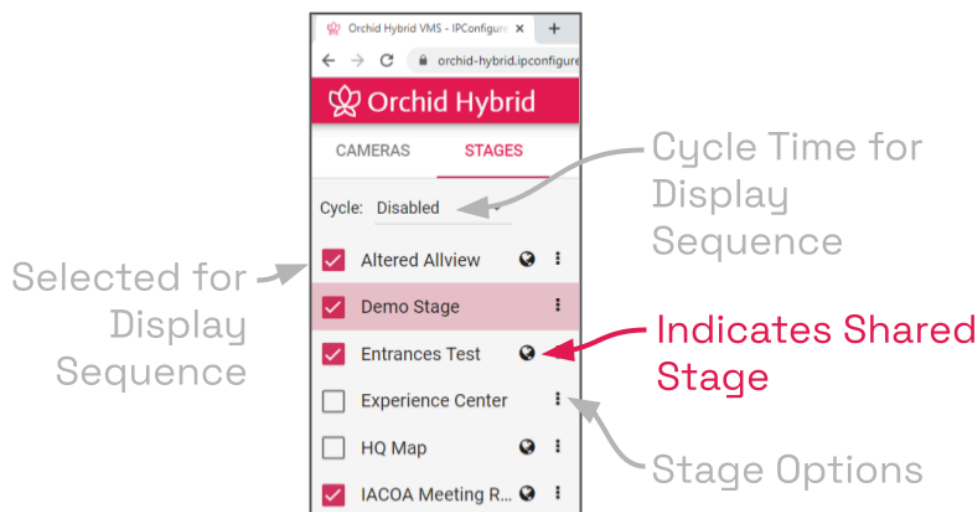 Orchid Hybrid VMS - IPConfigure
orchid-hybrid.ipconfigure
Orchid Hybrid
CAMERAS STAGES
Cycle: Disabled
Altered Allview
Demo Stage
Entrances Test
Experience Center
HQ Map
IACOA Meeting R...
Selected for
Display
Sequence
Cycle Time for
Display
Sequence
Indicates Shared
Stage
Stage Options